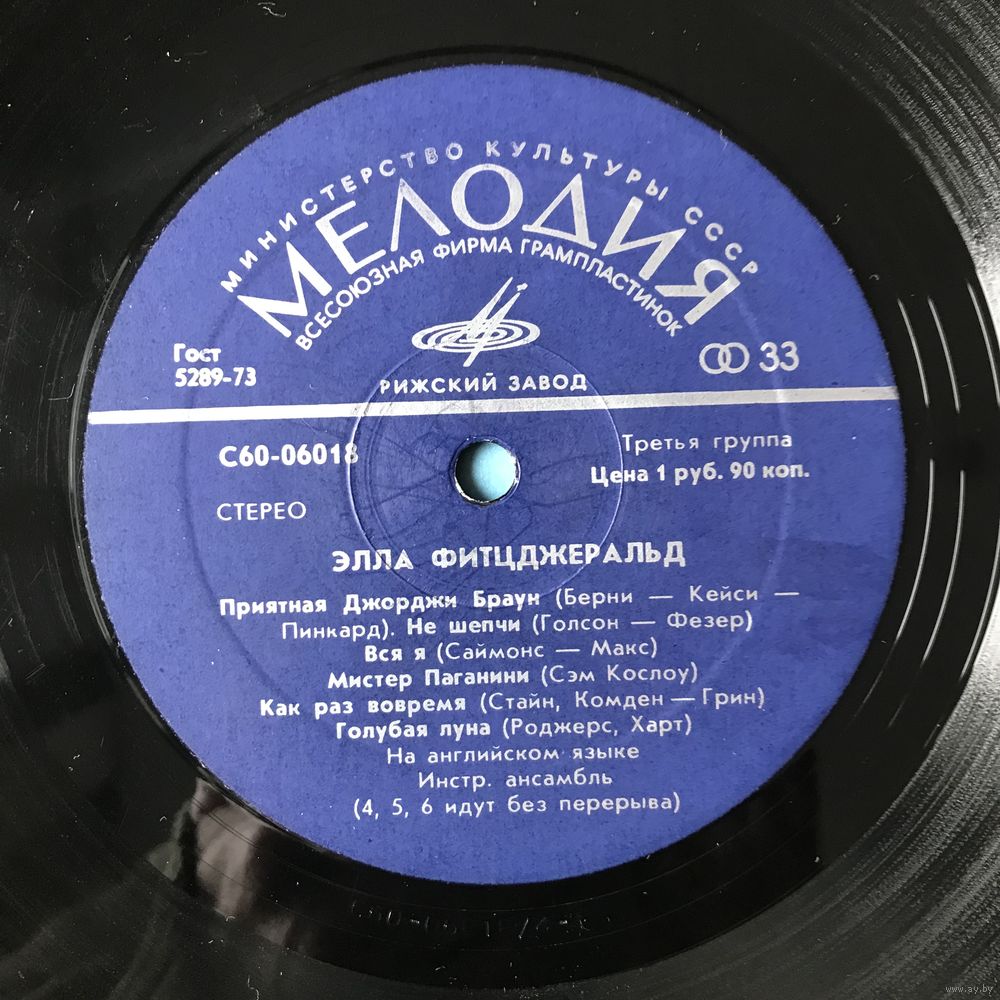 МИНИСТЕРСТВО КУЛЬТУРЫ СССР
МЕЛОДИЯ
ВСЕСОЮЗНАЯ ФИРМА ГРАМПЛАСТИНОК
Гост
5289-73
33
РИЖСКИЙ ЗАВОД
С60-06018
Третья группа
Цена 1 руб. 90 коп.
СТЕРЕО
ЭЛЛА ФИТЦДЖЕРАЛЬД
Приятная Джорджи Браун (Берни — Кейси —
Пинкард). Не шепчи (Голсон — Фезер)
Вся я (Саймонс — Макс)
Мистер Паганини (Сэм Кослоу)
Как раз вовремя (Стайн, Комден — Грин)
Голубая луна (Роджерс, Харт)
На английском языке
Инстр. ансамбль
(4, 5, 6 идут без перерыва)
www.ay.by